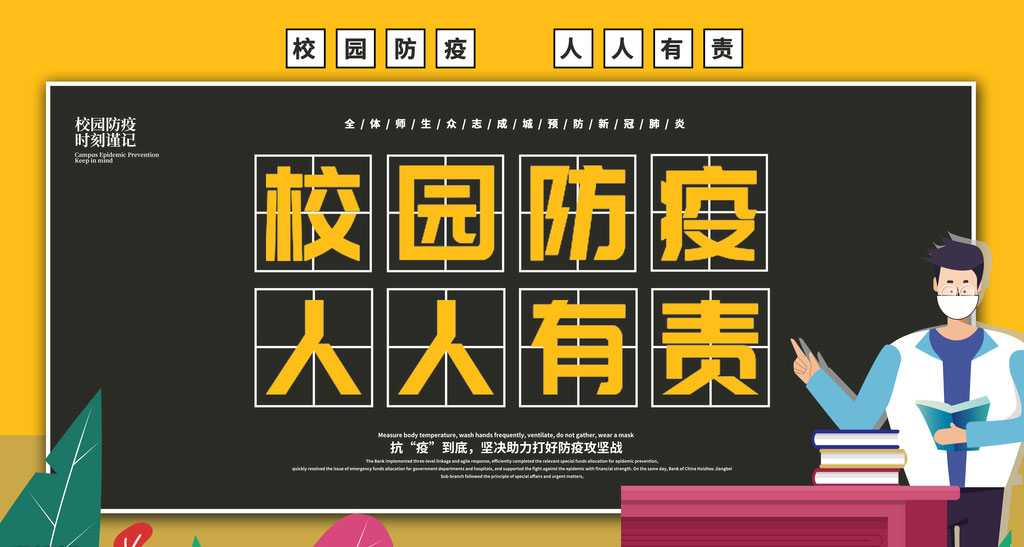 校园防疫 人人有责
校园防疫
时刻谨记
Campus Epidemic Prevention
Keep in mind
全/体/师/生/众/志/成/城/预/防/新/冠/肺/炎
校园防疫
人人有责
Measure body temperature, wash hands frequently, ventilate, do not gather, wear a mask
抗“疫”到底，坚决助力打好防疫攻坚战
The Bank implemented three-level linkage and agile response, efficiently completed the relevant special funds allocation for epidemic prevention,
quickly resolved the issue of emergency funds allocation for government departments and hospitals, and supported the fight against the epidemic with financial strength. On the same day, Bank of China Huizhou Jiangbei
Sub-branch followed the principle of special affairs and urgent matters,